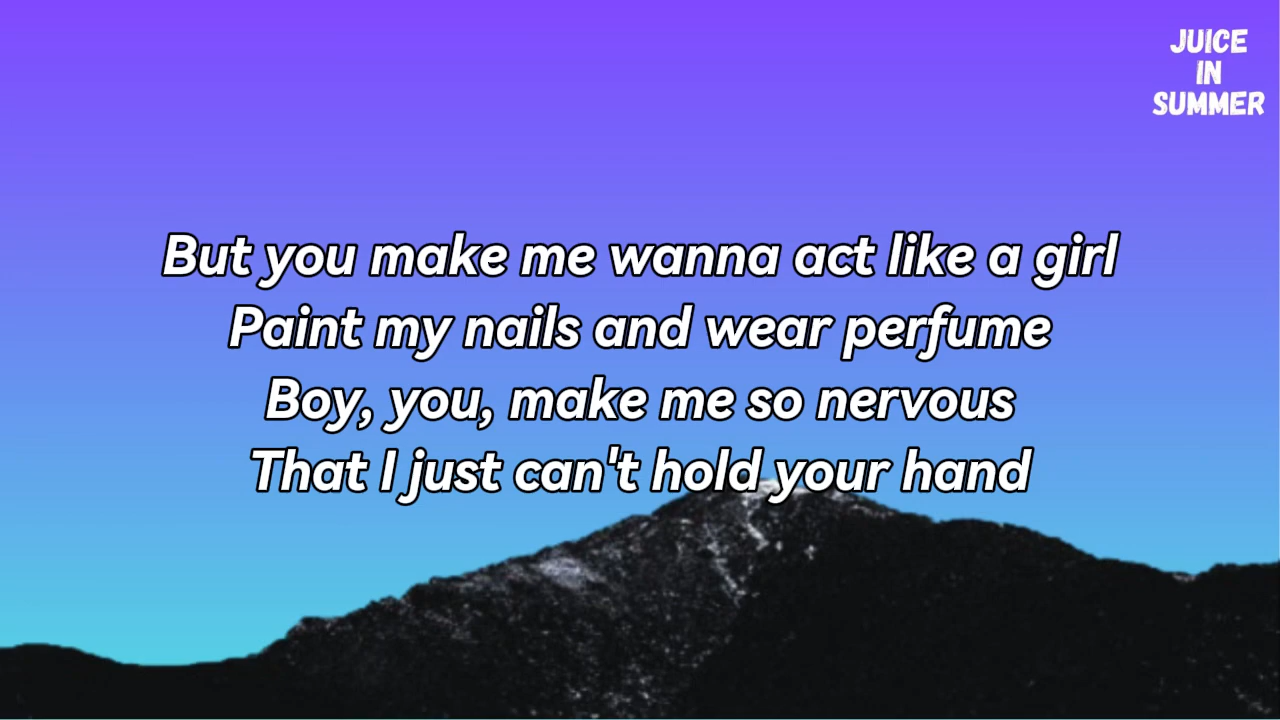 JUICE
IN
SUMMER
But you make me wanna act like a girl
Paint my nails and wear perfume
Boy, you, make me so nervous
That I just can't hold your hand